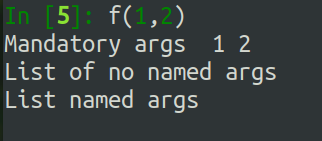 In [5]: f(1,2)
Mandatory args  1 2
List of no named args
List named args